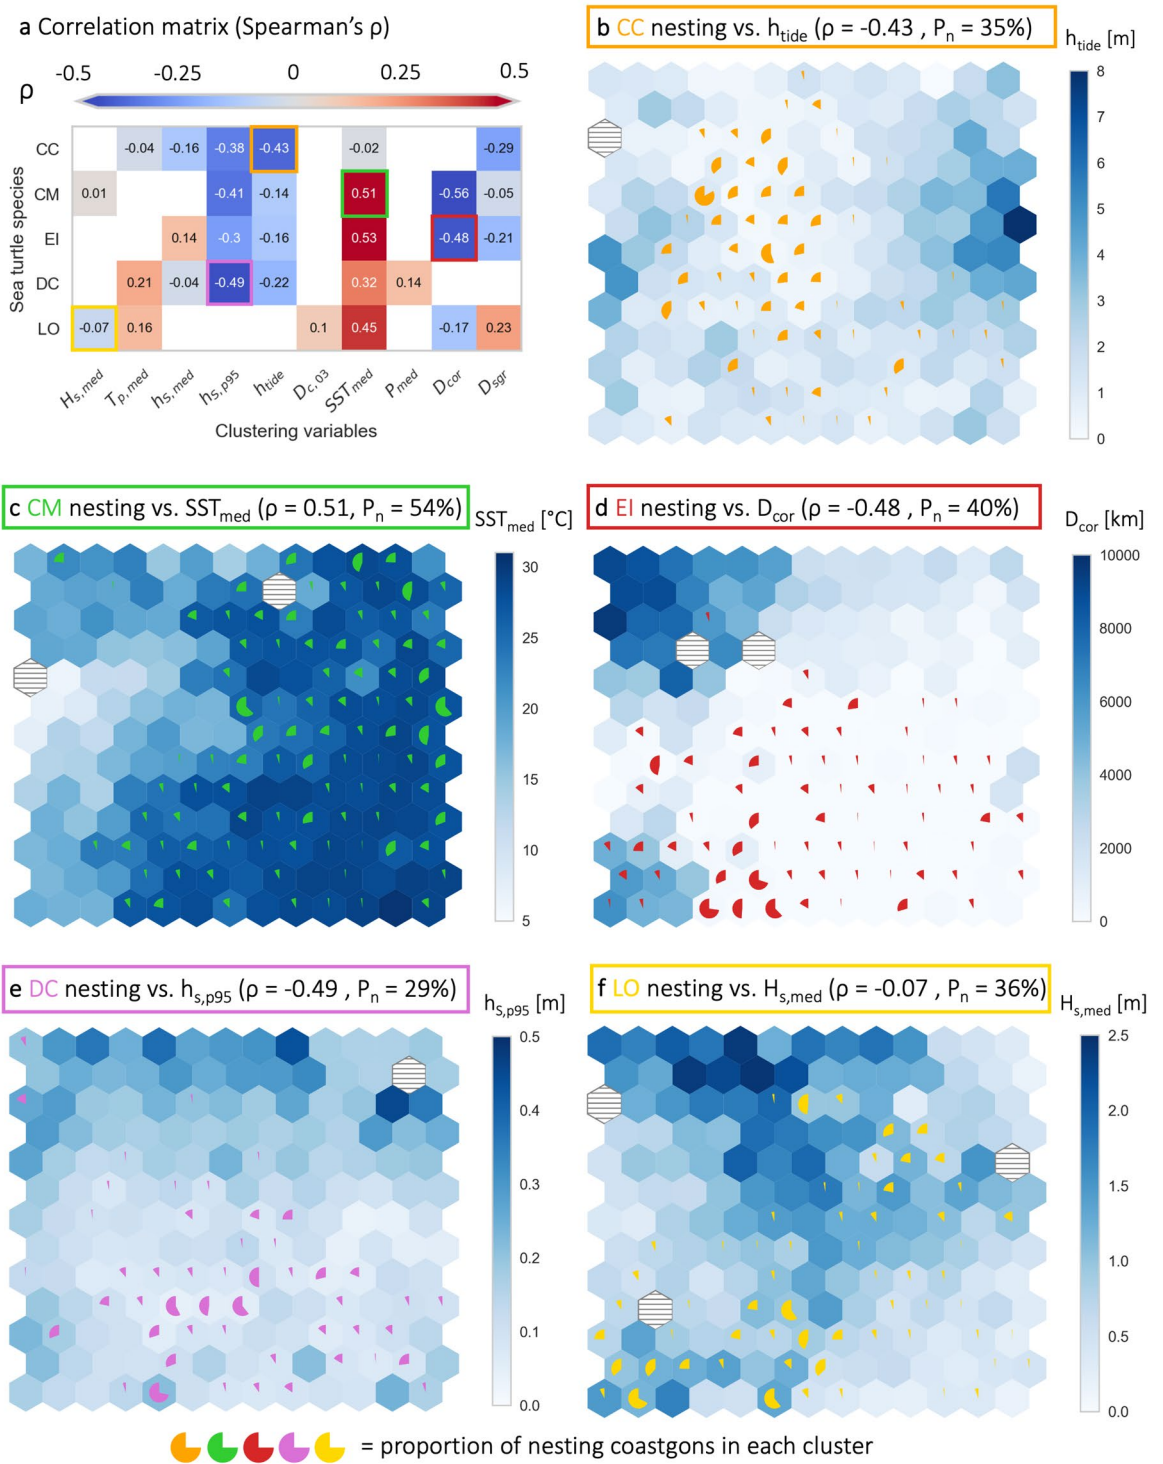 a Correlation matrix (Spearman's ρ)
-0.5 -0.25 0 0.25 0.5
ρ
Sea turtle species
CC -0.04 -0.16 -0.38 -0.43 -0.02 -0.29
CM 0.01 -0.41 -0.14 0.51 -0.56 -0.05
EI 0.14 -0.3 -0.16 0.53 -0.48 -0.21
DC 0.21 -0.04 -0.49 -0.22 0.32 0.14
LO -0.07 0.16 0.1 0.45 -0.17 0.23
Hs,med Tp,med hs,med hs,p95 htide Dc,03 SSTmed Pmed Dcor Dsgr
Clustering variables
b CC nesting vs. htide (ρ = -0.43 , Pn = 35%)
htide [m]
8
7
6
5
4
3
2
1
0
c CM nesting vs. SSTmed (ρ = 0.51, Pn = 54%)
SSTmed [°C]
30
25
20
15
10
5
d EI nesting vs. Dcor (ρ = -0.48 , Pn = 40%)
Dcor [km]
10000
8000
6000
4000
2000
0
e DC nesting vs. hs,p95 (ρ = -0.49 , Pn = 29%)
hs,p95 [m]
0.5
0.4
0.3
0.2
0.1
0.0
f LO nesting vs. Hs,med (ρ = -0.07 , Pn = 36%)
Hs,med [m]
2.5
2.0
1.5
1.0
0.5
0.0
= proportion of nesting coastgons in each cluster